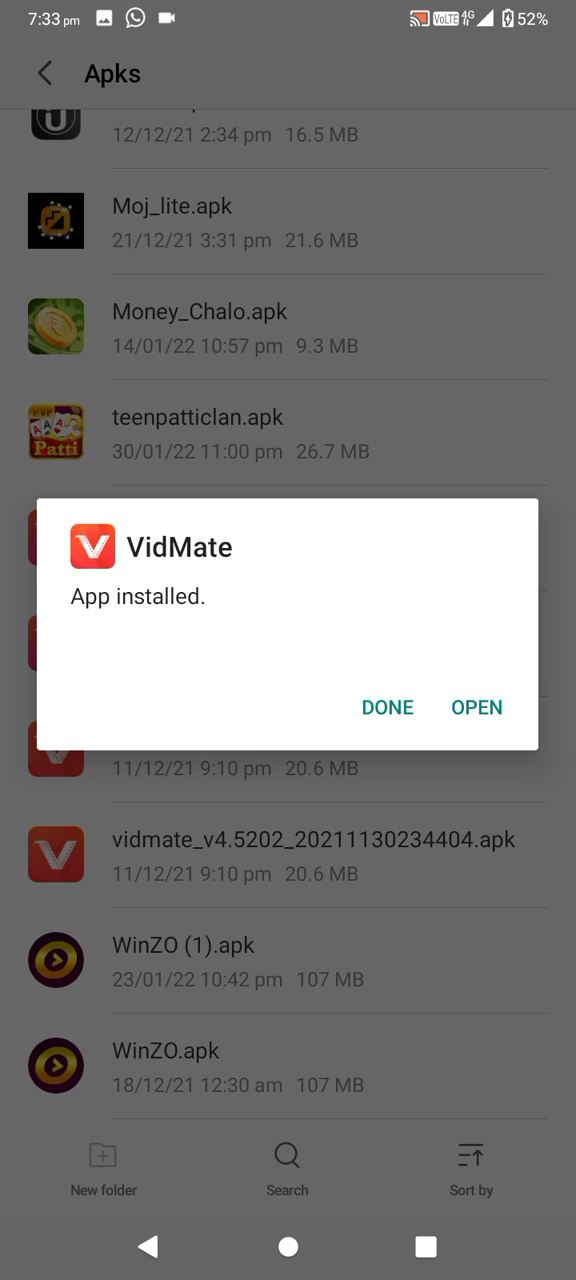 7:33 pm VoLTE 4G 52%
Apks
12/12/21 2:34 pm 16.5 MB
Moj_lite.apk
21/12/21 3:31 pm 21.6 MB
Money_Chalo.apk
14/01/22 10:57 pm 9.3 MB
PVP
A A A
Patti
teenpatticlan.apk
30/01/22 11:00 pm 26.7 MB
VidMate
App installed.
DONE OPEN
11/12/21 9:10 pm 20.6 MB
vidmate_v4.5202_20211130234404.apk
11/12/21 9:10 pm 20.6 MB
WinZO (1).apk
23/01/22 10:42 pm 107 MB
WinZO.apk
18/12/21 12:30 am 107 MB
New folder Search Sort by